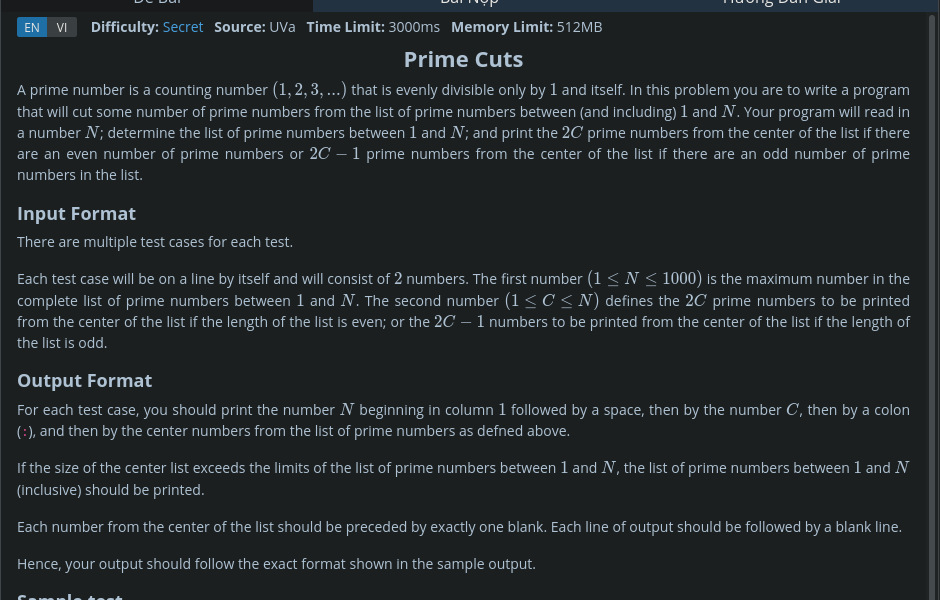 Đề Bài Bài Nộp Hướng Dẫn Giải
EN VI Difficulty: Secret Source: UVa Time Limit: 3000ms Memory Limit: 512MB
Prime Cuts
A prime number is a counting number (1, 2, 3, ...) that is evenly divisible only by 1 and itself. In this problem you are to write a program
that will cut some number of prime numbers from the list of prime numbers between (and including) 1 and N. Your program will read in
a number N; determine the list of prime numbers between 1 and N; and print the 2C prime numbers from the center of the list if there
are an even number of prime numbers or 2C − 1 prime numbers from the center of the list if there are an odd number of prime
numbers in the list.
Input Format
There are multiple test cases for each test.
Each test case will be on a line by itself and will consist of 2 numbers. The first number (1 ≤ N ≤ 1000) is the maximum number in the
complete list of prime numbers between 1 and N. The second number (1 ≤ C ≤ N) defines the 2C prime numbers to be printed
from the center of the list if the length of the list is even; or the 2C − 1 numbers to be printed from the center of the list if the length of
the list is odd.
Output Format
For each test case, you should print the number N beginning in column 1 followed by a space, then by the number C, then by a colon
(:), and then by the center numbers from the list of prime numbers as defned above.
If the size of the center list exceeds the limits of the list of prime numbers between 1 and N, the list of prime numbers between 1 and N
(inclusive) should be printed.
Each number from the center of the list should be preceded by exactly one blank. Each line of output should be followed by a blank line.
Hence, your output should follow the exact format shown in the sample output.
Sample test